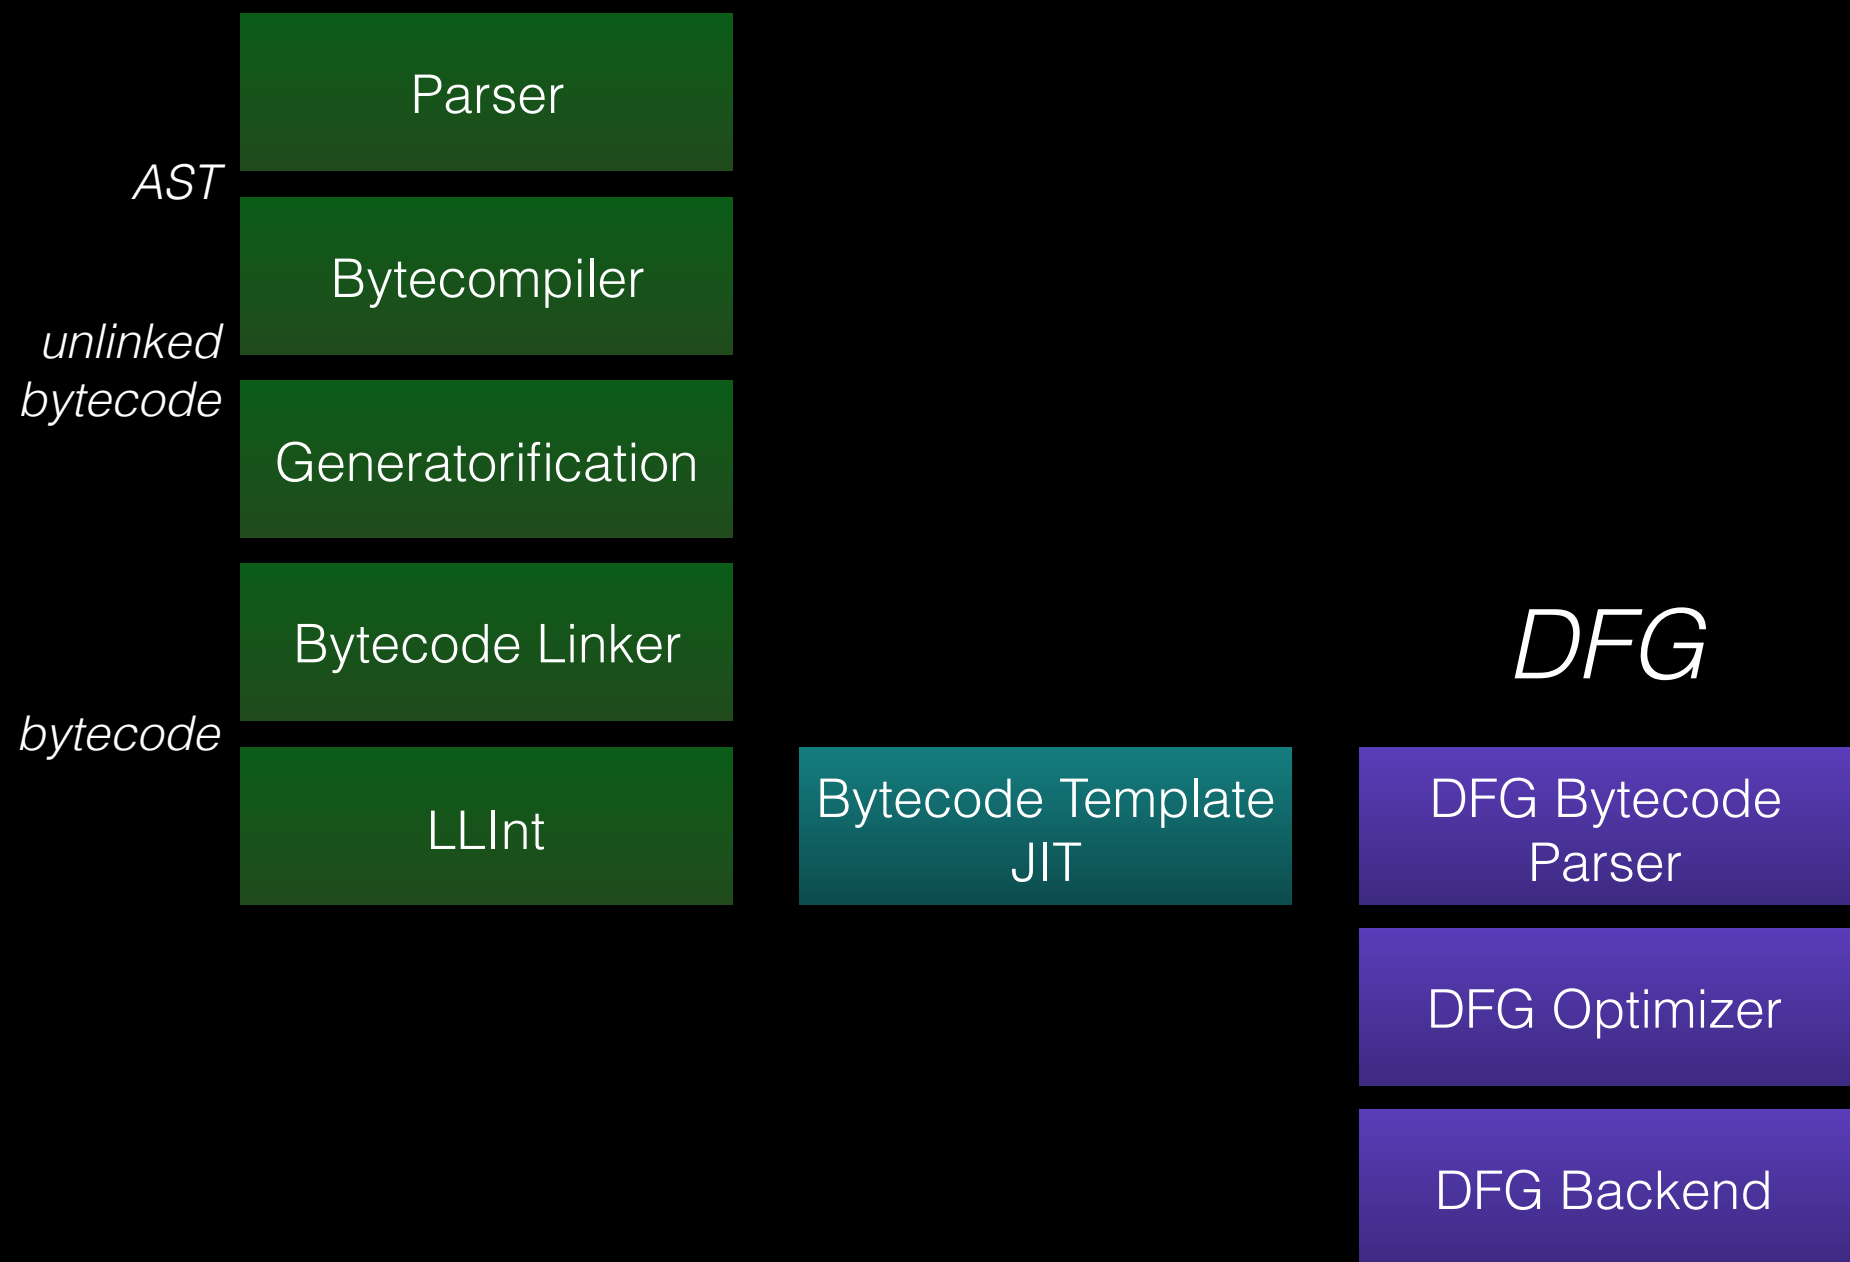 Parser
AST
Bytecompiler
unlinked
bytecode
Generatorification
Bytecode Linker
DFG
bytecode
LLInt
Bytecode Template
JIT
DFG Bytecode
Parser
DFG Optimizer
DFG Backend